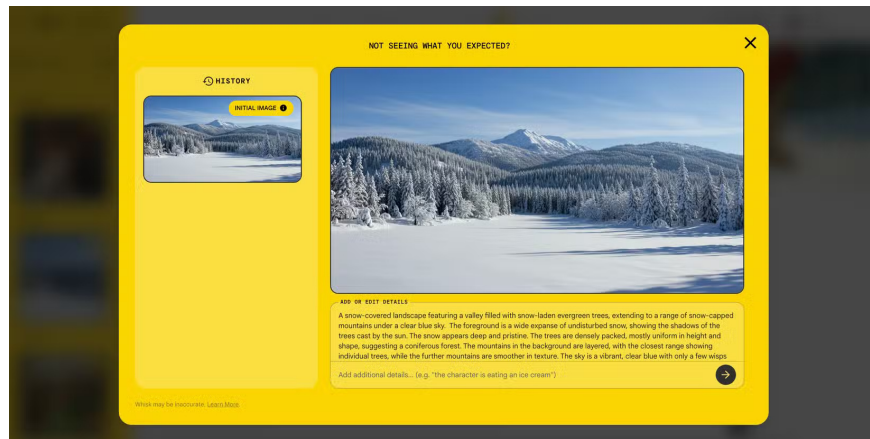 NOT SEEING WHAT YOU EXPECTED?
HISTORY
INITIAL IMAGE
ADD OR EDIT DETAILS
A snow-covered landscape featuring a valley filled with snow-laden evergreen trees, extending to a range of snow-capped
mountains under a clear blue sky. The foreground is a wide expanse of undisturbed snow, showing the shadows of the
trees cast by the sun. The snow appears deep and pristine. The trees are densely packed, mostly uniform in height and
shape, suggesting a coniferous forest. The mountains in the background are layered, with the closest range showing
individual trees, while the further mountains are smoother in texture. The sky is a vibrant, clear blue with only a few wisps
Add additional details... (e.g. "the character is eating an ice cream")
Whisk may be inaccurate. Learn More